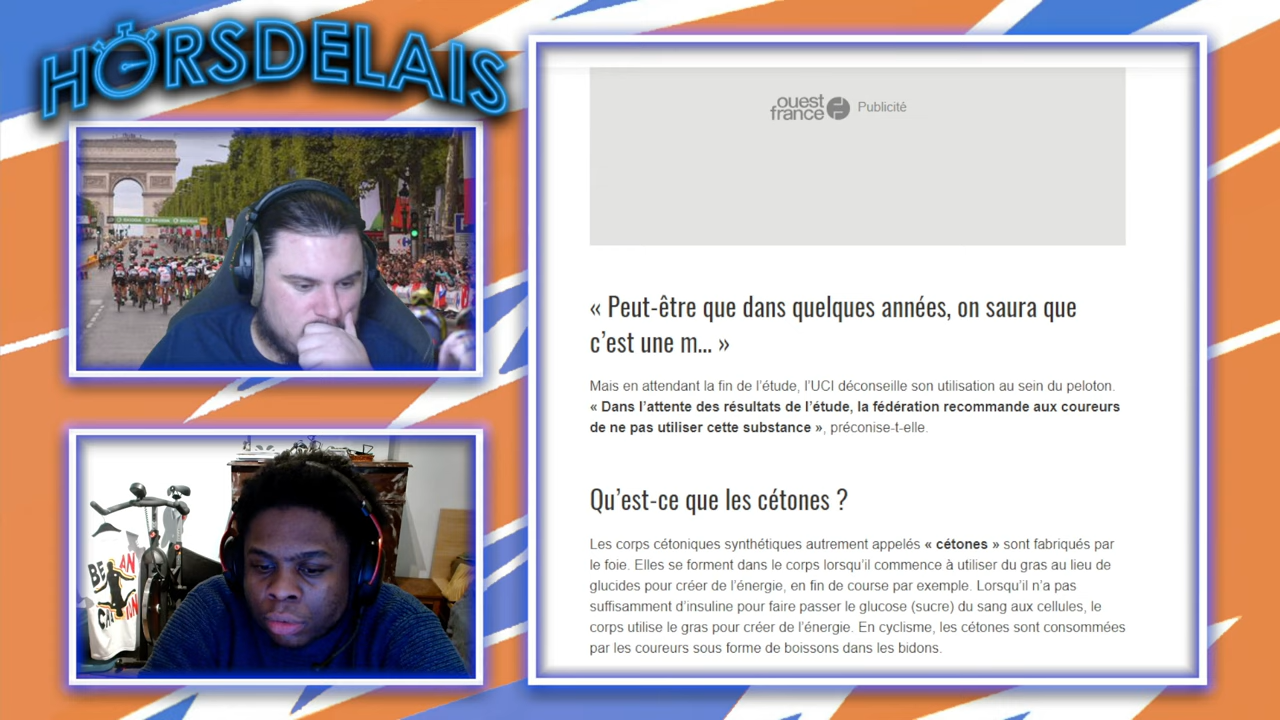 HORSDELAIS
ouest
france
Publicité
« Peut-être que dans quelques années, on saura que
c’est une m... »
Mais en attendant la fin de l’étude, l’UCI déconseille son utilisation au sein du peloton.
« Dans l’attente des résultats de l’étude, la fédération recommande aux coureurs
de ne pas utiliser cette substance », préconise-t-elle.
Qu’est-ce que les cétones ?
Les corps cétoniques synthétiques autrement appelés « cétones » sont fabriqués par
le foie. Elles se forment dans le corps lorsqu’il commence à utiliser du gras au lieu de
glucides pour créer de l’énergie, en fin de course par exemple. Lorsqu’il n’a pas
suffisamment d’insuline pour faire passer le glucose (sucre) du sang aux cellules, le
corps utilise le gras pour créer de l’énergie. En cyclisme, les cétones sont consommées
par les coureurs sous forme de boissons dans les bidons.